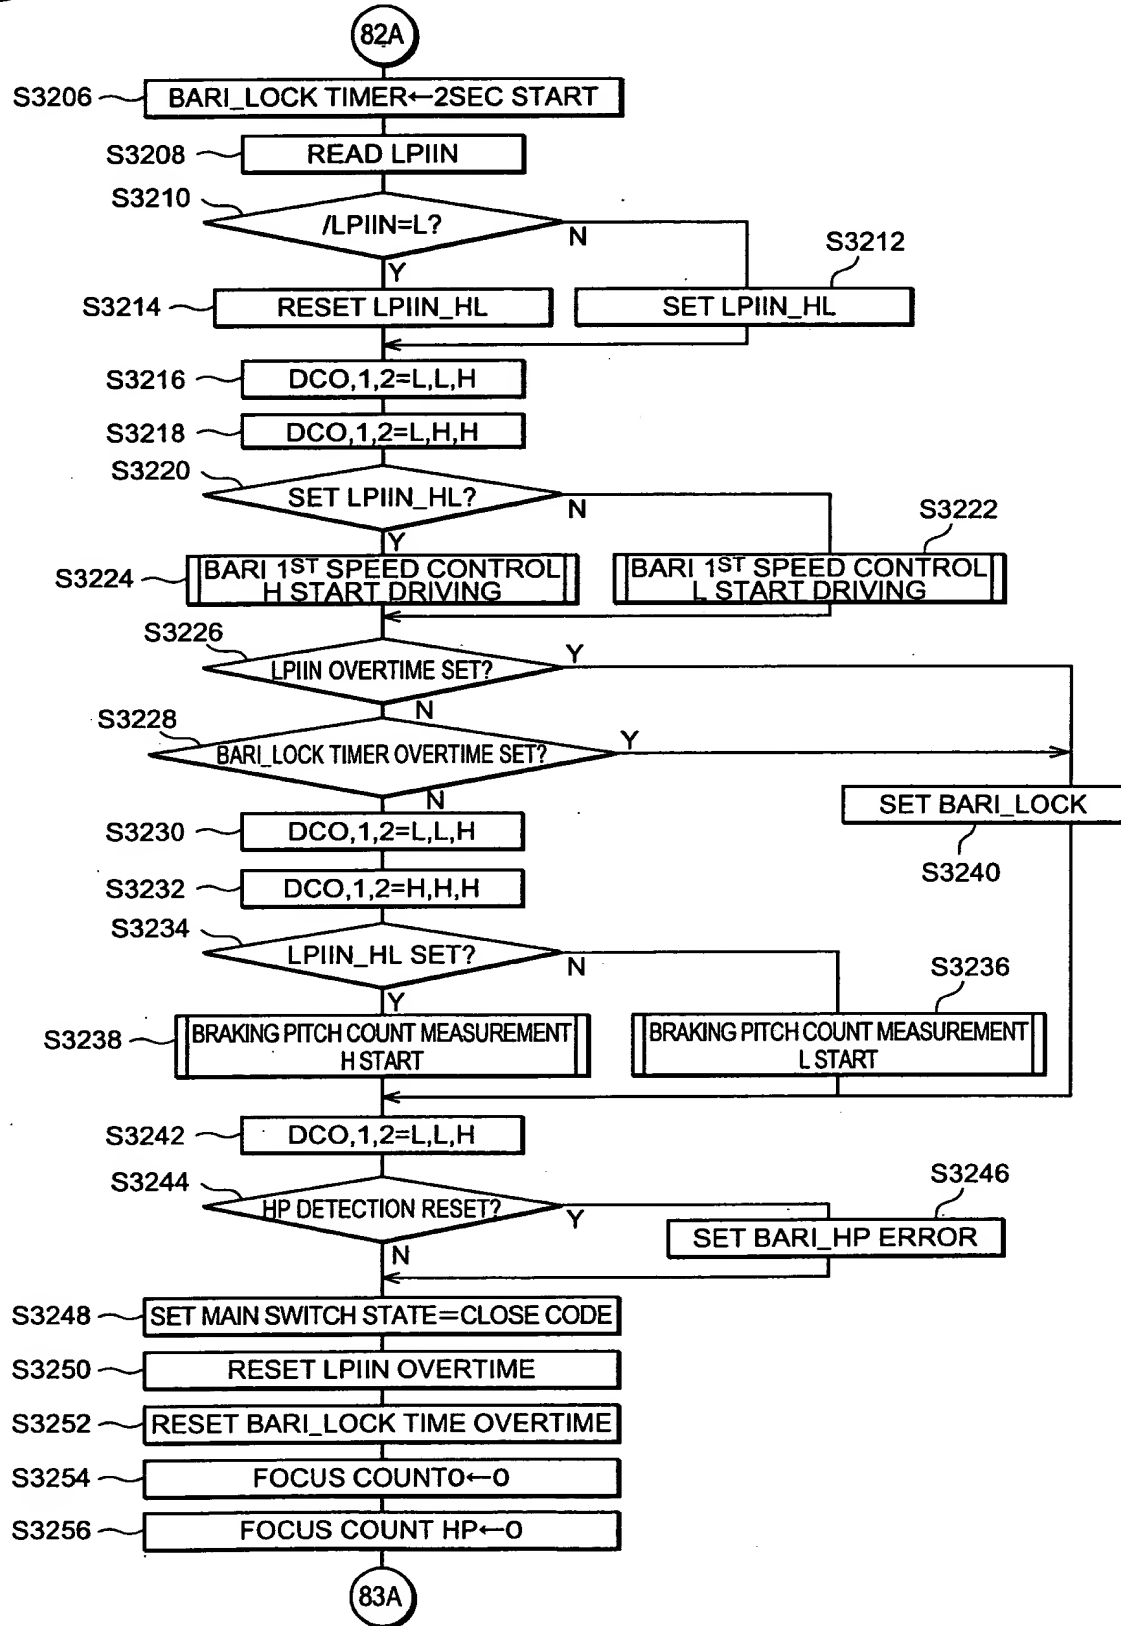 82A
S3206
BARI_LOCK TIMER←2SEC START
S3208
READ LPIIN
S3210
/LPIIN=L?
N
Y
S3212
S3214
RESET LPIIN_HL
SET LPIIN_HL
S3216
DCO,1,2=L,L,H
S3218
DCO,1,2=L,H,H
S3220
SET LPIIN_HL?
N
Y
S3222
S3224
BARI 1ST SPEED CONTROL
H START DRIVING
BARI 1ST SPEED CONTROL
L START DRIVING
S3226
LPIIN OVERTIME SET?
Y
N
S3228
BARI_LOCK TIMER OVERTIME SET?
Y
N
SET BARI_LOCK
S3240
S3230
DCO,1,2=L,L,H
S3232
DCO,1,2=H,H,H
S3234
LPIIN_HL SET?
N
Y
S3236
S3238
BRAKING PITCH COUNT MEASUREMENT
H START
BRAKING PITCH COUNT MEASUREMENT
L START
S3242
DCO,1,2=L,L,H
S3244
HP DETECTION RESET?
Y
N
S3246
SET BARI_HP ERROR
S3248
SET MAIN SWITCH STATE=CLOSE CODE
S3250
RESET LPIIN OVERTIME
S3252
RESET BARI_LOCK TIME OVERTIME
S3254
FOCUS COUNT0←0
S3256
FOCUS COUNT HP←0
83A